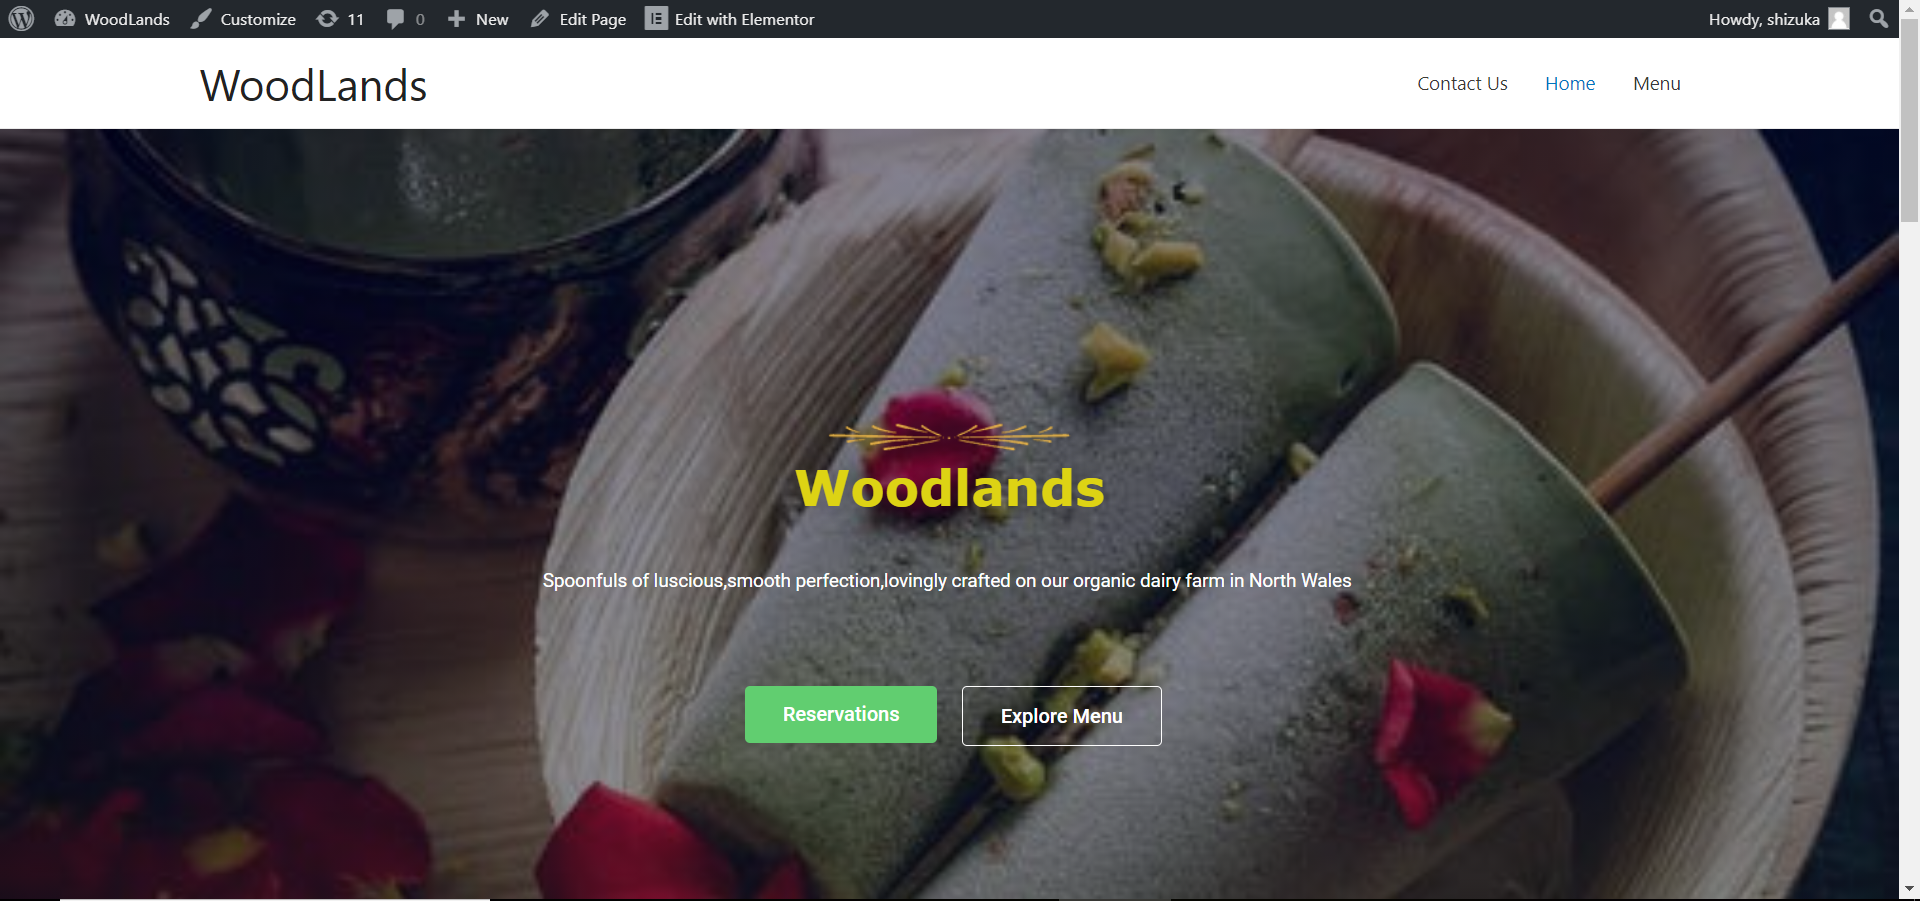 WoodLands Customize 11 0 New Edit Page Edit with Elementor Howdy, shizuka
WoodLands Contact Us Home Menu
Woodlands
Spoonfuls of luscious,smooth perfection,lovingly crafted on our organic dairy farm in North Wales
Reservations Explore Menu